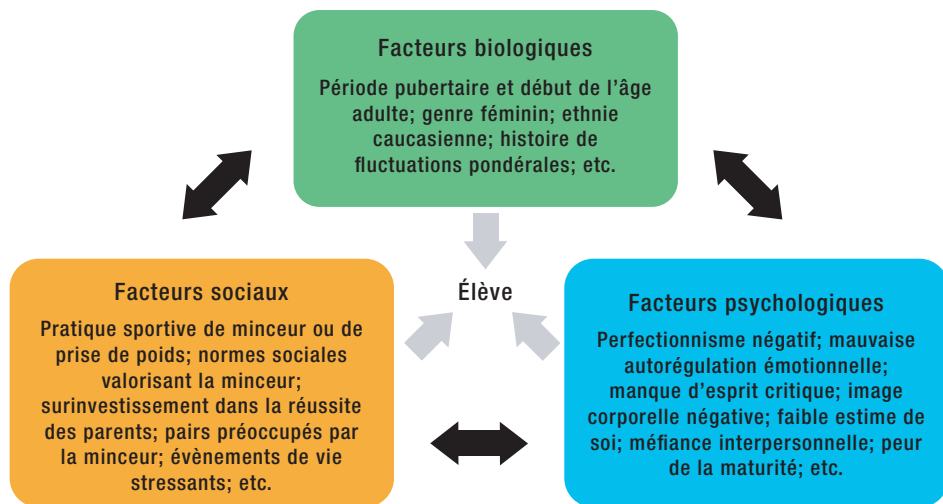 Facteurs biologiques
Période pubertaire et début de l’âge
adulte; genre féminin; ethnie
caucasienne; histoire de
fluctuations pondérales; etc.
Élève
Facteurs sociaux
Pratique sportive de minceur ou de
prise de poids; normes sociales
valorisant la minceur;
surinvestissement dans la réussite
des parents; pairs préoccupés par
la minceur; évènements de vie
stressants; etc.
Facteurs psychologiques
Perfectionnisme négatif; mauvaise
autorégulation émotionnelle;
manque d’esprit critique; image
corporelle négative; faible estime de
soi; méfiance interpersonnelle; peur
de la maturité; etc.